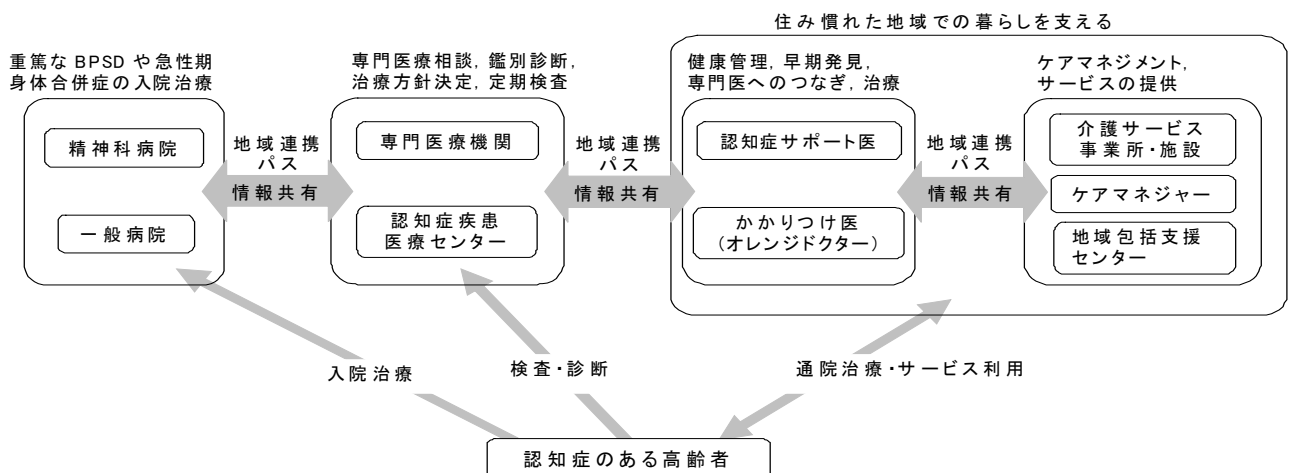 住み慣れた地域での暮らしを支える
重篤な BPSD や急性期
身体合併症の入院治療
精神科病院
一般病院
地域連携
パス
情報共有
専門医療相談, 鑑別診断,
治療方針決定, 定期検査
専門医療機関
認知症疾患
医療センター
地域連携
パス
情報共有
健康管理, 早期発見,
専門医へのつなぎ, 治療
認知症サポート医
かかりつけ医
(オレンジドクター)
地域連携
パス
情報共有
ケアマネジメント,
サービスの提供
介護サービス
事業所・施設
ケアマネジャー
地域包括支援
センター
入院治療
検査・診断
通院治療・サービス利用
認知症のある高齢者